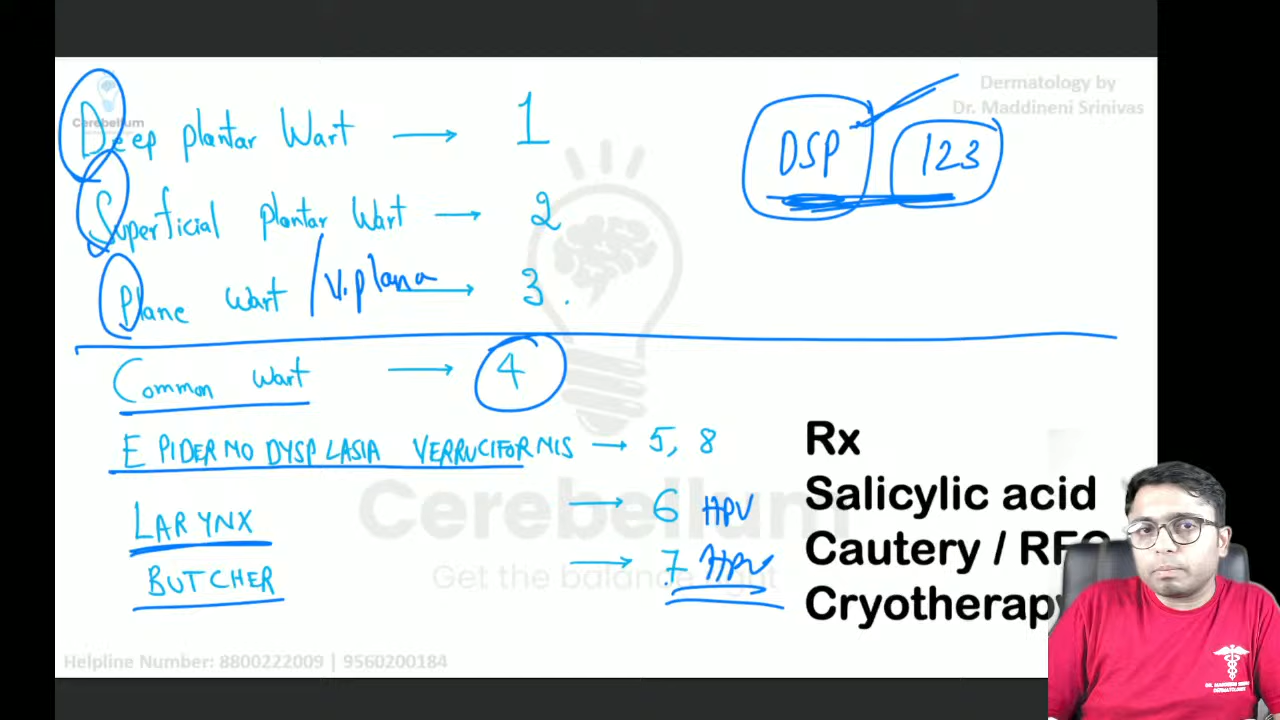 Dermatology by
Dr. Maddineni Srinivas
Cerebellum
Deep plantar Wart → 1
DSP 123
Superficial plantar Wart → 2
Plane Wart / V. plana → 3.
Common Wart → 4
EPIDERMODYSPLASIA VERRUCIFORMIS → 5, 8
LARYNX → 6 HPV
BUTCHER → 7 HPV
Rx
Salicylic acid
Cautery /
Cryotherapy
Cerebellum
Get the balance right
Helpline Number: 8800222009 | 9560200184